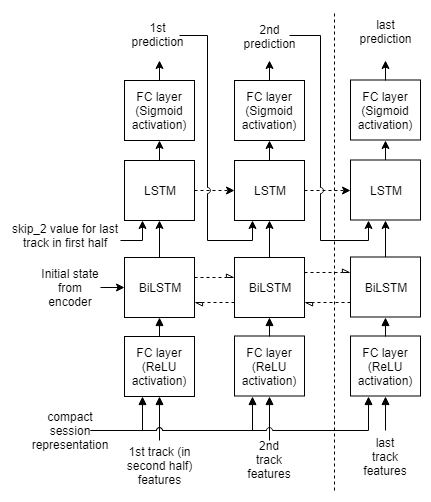 1st
prediction
2nd
prediction
last
prediction
FC layer
(Sigmoid
activation)
FC layer
(Sigmoid
activation)
FC layer
(Sigmoid
activation)
LSTM
LSTM
LSTM
skip_2 value for last
track in first half
Initial state
from
encoder
BiLSTM
BiLSTM
BiLSTM
FC layer
(ReLU
activation)
FC layer
(ReLU
activation)
FC layer
(ReLU
activation)
compact
session
representation
1st track (in
second half)
features
2nd
track
features
last
track
features